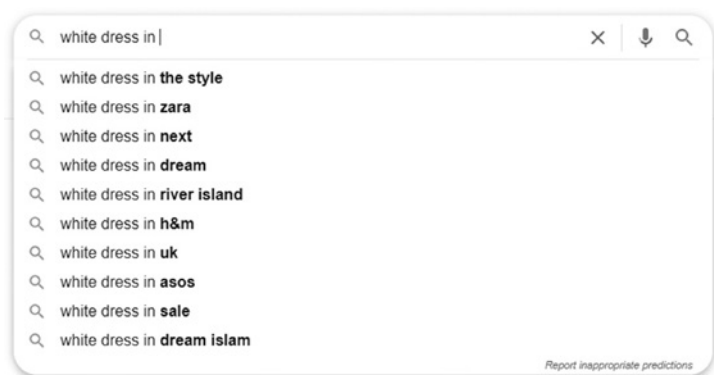 white dress in
white dress in the style
white dress in zara
white dress in next
white dress in dream
white dress in river island
white dress in h&m
white dress in uk
white dress in asos
white dress in sale
white dress in dream islam
Report inappropriate predictions